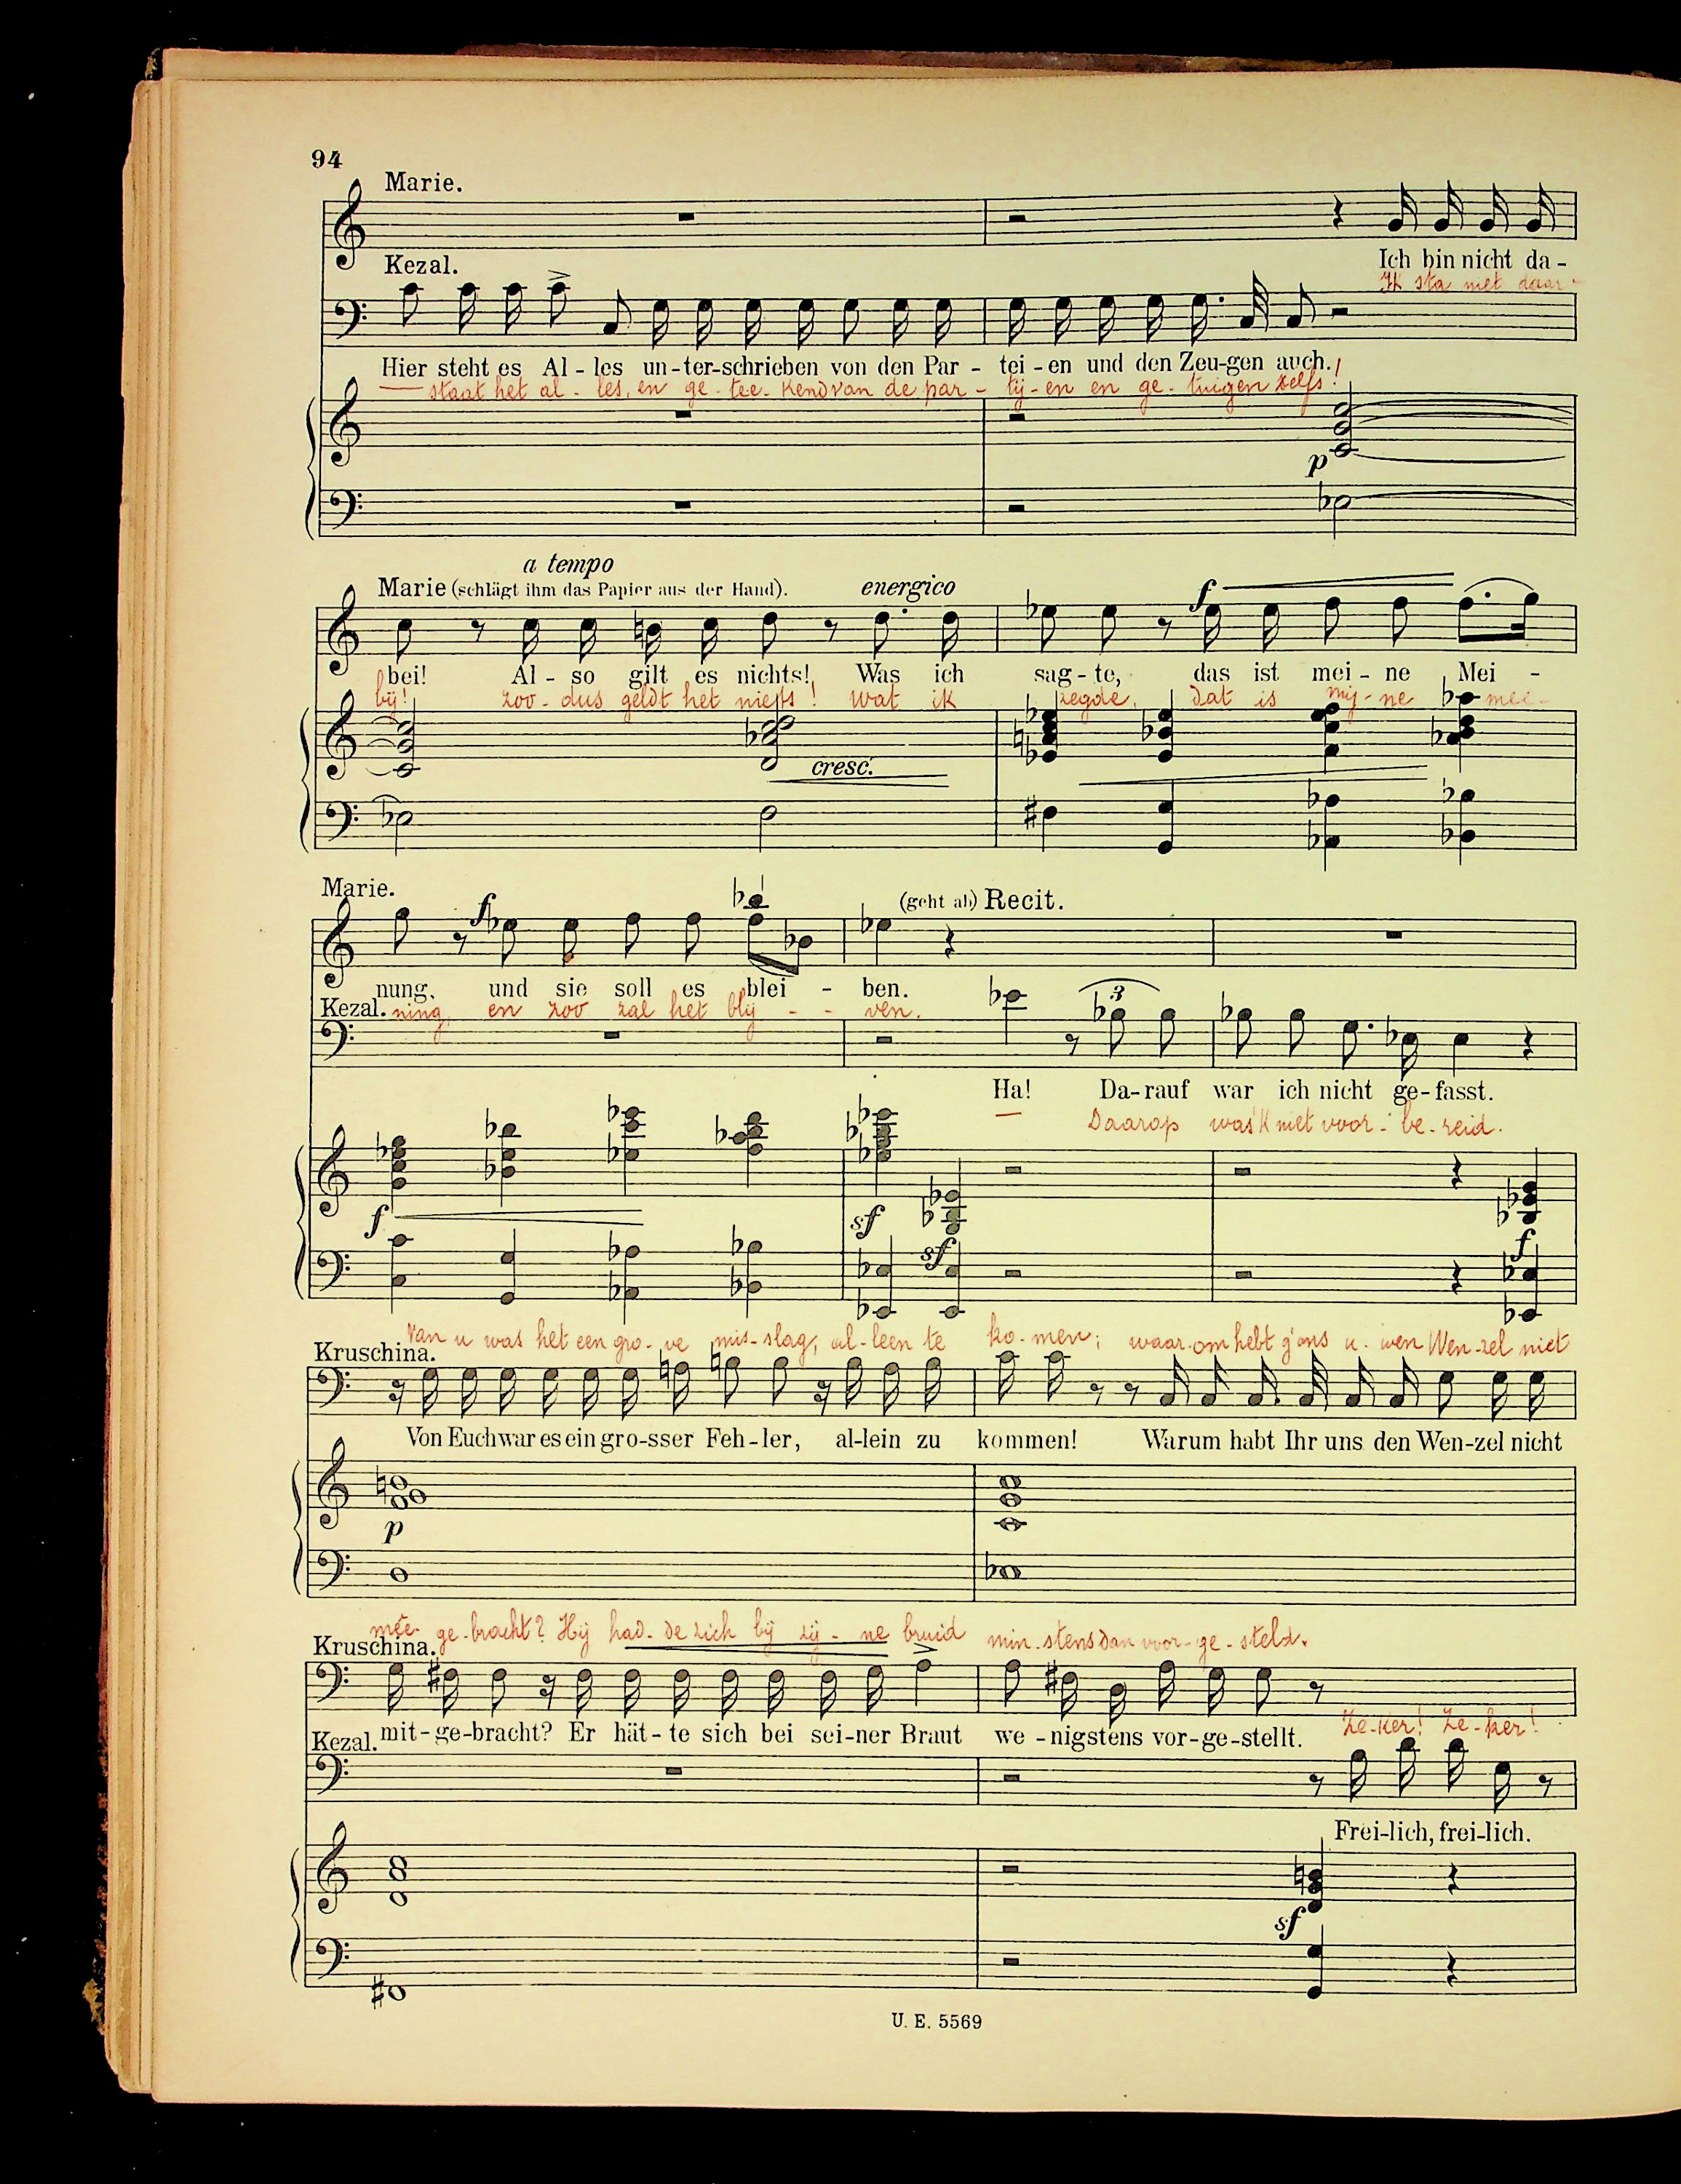 94
Marie.
Kezal.
Ich bin nicht da-
Ik sta niet daar-
Hier steht es Al - les un-ter-schrieben von den Par - tei - en und den Zeu-gen auch.
staat het al - les, en ge - tee - kend van de par - tij - en en ge - tuigen zelfs!
p
a tempo
Marie (schlägt ihm das Papier aus der Hand). energico f
bei! Al - so gilt es nichts! Was ich sag - te, das ist mei - ne Mei -
bij! zoo - dus geldt het niets! wat ik zegde, dat is mij - ne mee -
cresc.
Marie.
f (geht ab) Recit.
nung, und sie soll es blei - ben.
Kezal. ning, en zoo zal het blij - - ven.
3
Ha! Da-rauf war ich nicht ge-fasst.
Daarop was 'k niet voor - be - reid.
f sf sf f
van u was het een gro - ve mis - slag, al - leen te ko - men; waar - om hebt g'ons u - wen Wen - zel niet
Kruschina.
Von Euch war es ein gro-sser Feh-ler, al-lein zu kommen! Warum habt Ihr uns den Wen-zel nicht
p
mee ge - bracht? Hij had - de zich bij zij - ne bruid min - stens dan voor - ge - steld.
Kruschina.
mit - ge-bracht? Er hät - te sich bei sei-ner Braut we - nigstens vor-ge-stellt.
Ze-ker! Ze-ker!
Kezal.
Frei-lich, frei-lich.
sf
U. E. 5569